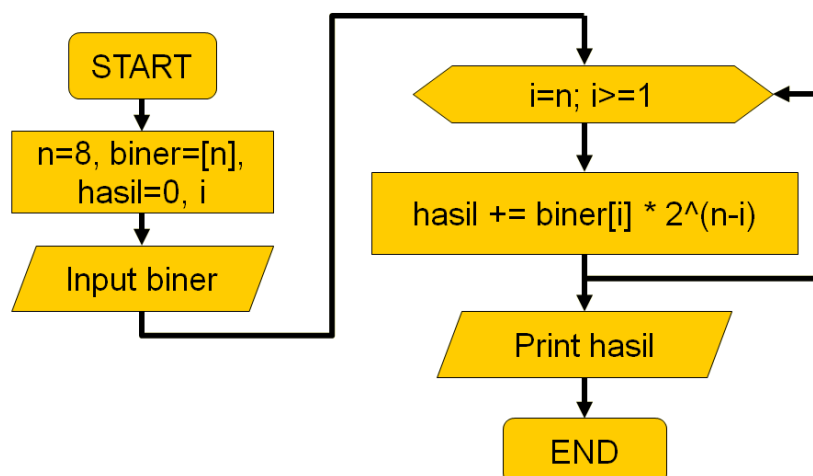 START
n=8, biner=[n],
hasil=0, i
Input biner
i=n; i>=1
hasil += biner[i] * 2^(n-i)
Print hasil
END